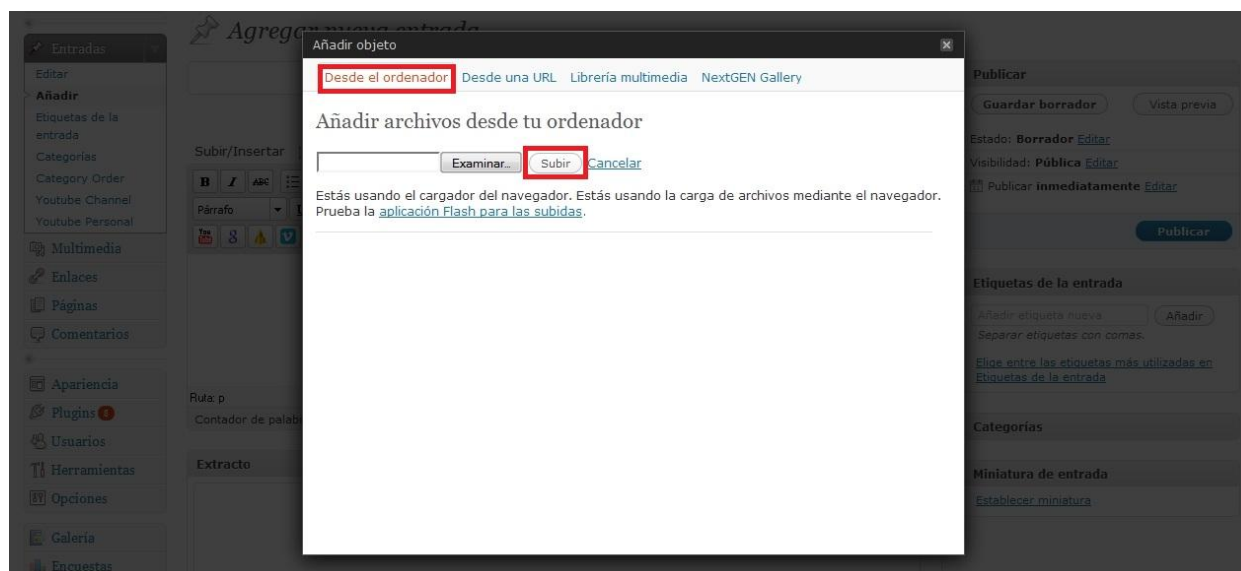 Agregar nueva entrada
Entradas
Editar
Añadir
Etiquetas de la
entrada
Categorías
Category Order
Youtube Channel
Youtube Personal
Multimedia
Enlaces
Páginas
Comentarios
Apariencia
Plugins
Usuarios
Herramientas
Opciones
Galería
Encuestas
Subir/Insertar
B I ABC
Párrafo
You
8
Ruta: p
Contador de palab
Extracto
Añadir objeto
Desde el ordenador Desde una URL Librería multimedia NextGEN Gallery
Añadir archivos desde tu ordenador
Examinar... Subir Cancelar
Estás usando el cargador del navegador. Estás usando la carga de archivos mediante el navegador.
Prueba la aplicación Flash para las subidas.
Publicar
Guardar borrador Vista previa
Estado: Borrador Editar
Visibilidad: Pública Editar
Publicar inmediatamente Editar
Publicar
Etiquetas de la entrada
Añadir etiqueta nueva Añadir
Separar etiquetas con comas.
Elige entre las etiquetas más utilizadas en
Etiquetas de la entrada
Categorías
Miniatura de entrada
Establecer miniatura